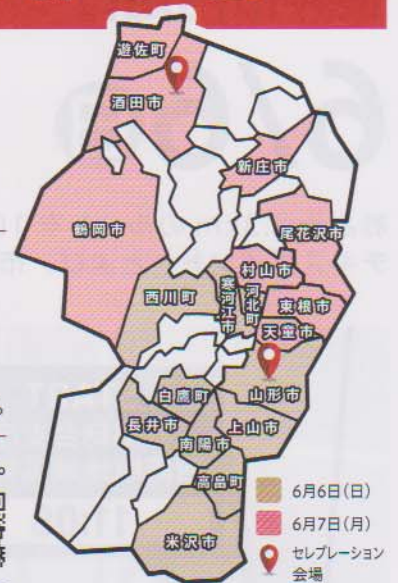 遊佐町
酒田市
新庄市
鶴岡市
尾花沢市
村山市
河北町
寒河江市
西川町
東根市
天童市
山形市
白鷹町
長井市
上山市
南陽市
高畠町
米沢市
6月6日(日)
6月7日(月)
セレブレーション
会場